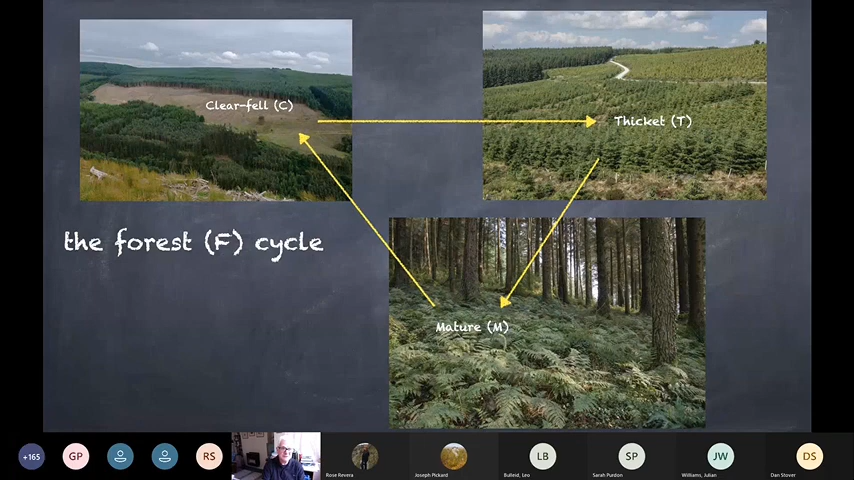 Clear-fell (C)
Thicket (T)
the forest (F) cycle
Mature (M)
+165
GP
RS
Rose Revera
Joseph Pickard
LB
Bulleid, Leo
SP
Sarah Purdon
JW
Williams, Julian
DS
Dan Stover